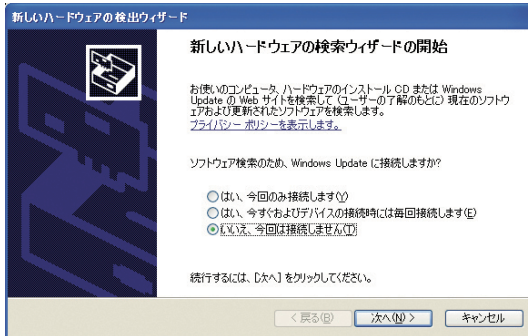 新しいハードウェアの検出ウィザード
新しいハードウェアの検索ウィザードの開始
お使いのコンピュータ、ハードウェアのインストール CD または Windows
Update の Web サイトを検索して (ユーザーの了解のもとに) 現在のソフトウ
ェアおよび更新されたソフトウェアを検索します。
プライバシー ポリシーを表示します。
ソフトウェア検索のため、Windows Update に接続しますか?
はい、今回のみ接続します(Y)
はい、今すぐおよびデバイスの接続時には毎回接続します(E)
いいえ、今回は接続しません(T)
続行するには、[次へ] をクリックしてください。
< 戻る(B)
次へ(N) >
キャンセル